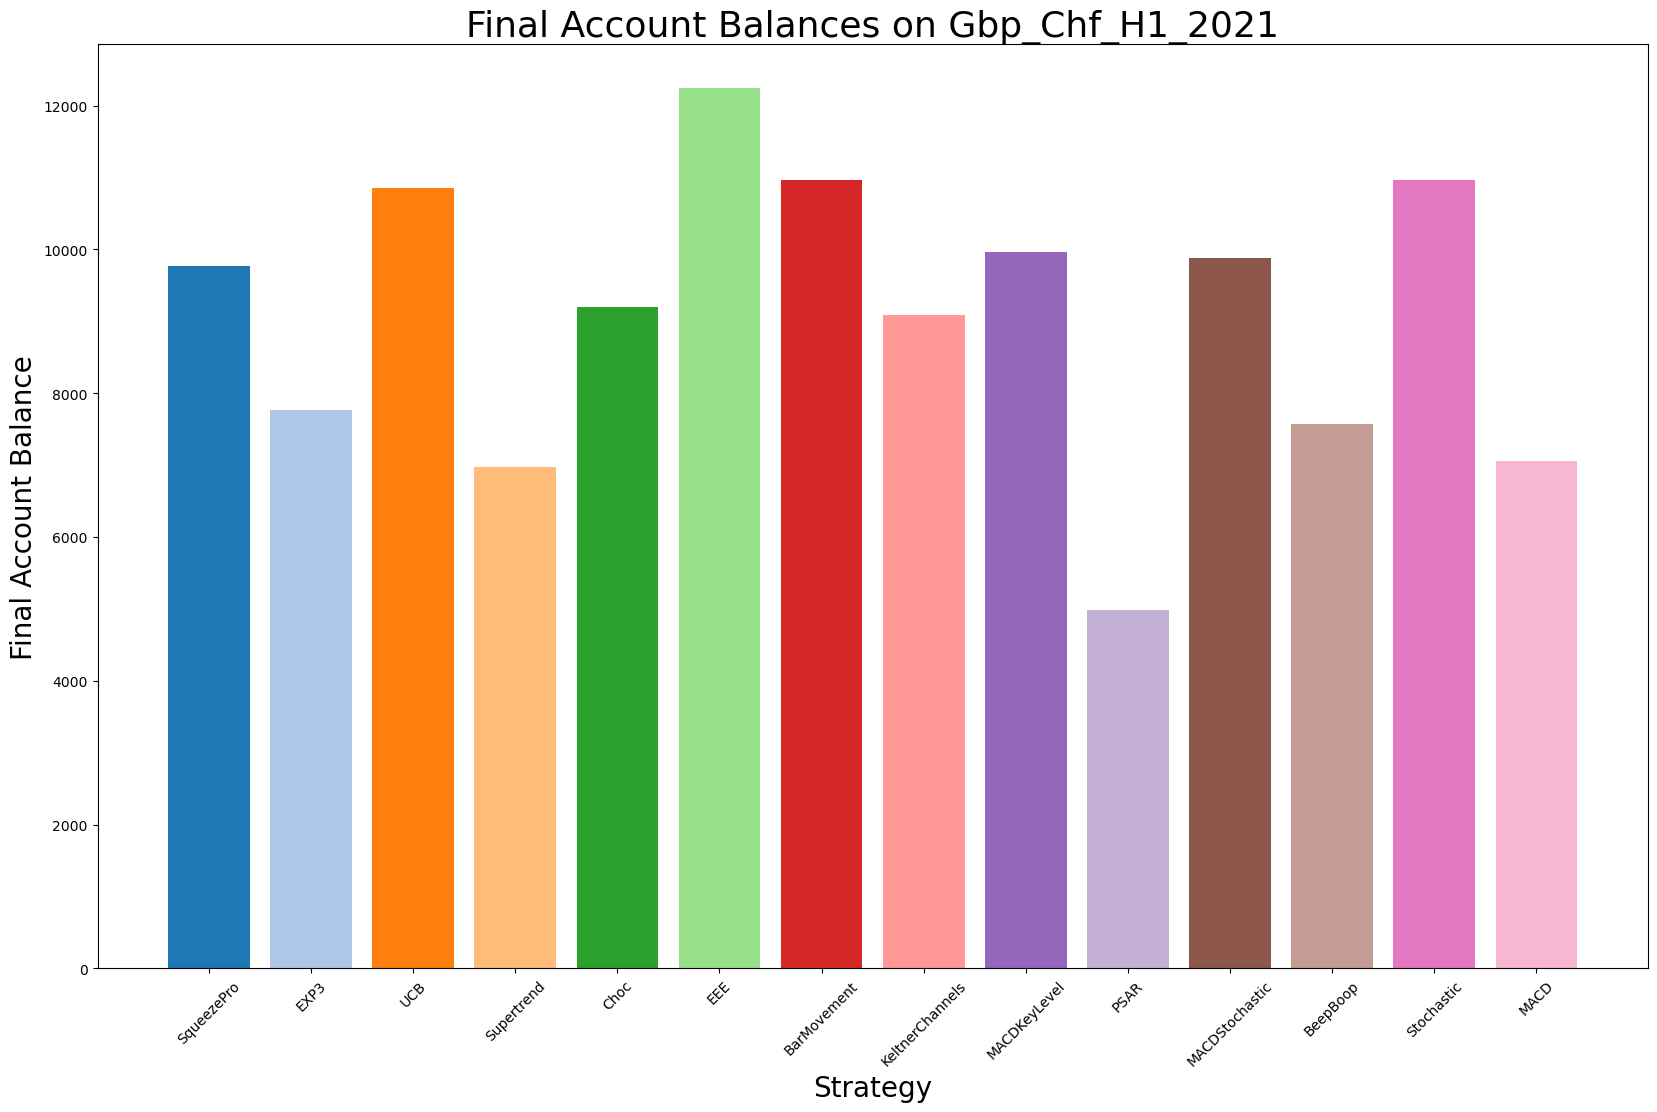 Final Account Balances on Gbp_Chf_H1_2021
Final Account Balance
12000
10000
8000
6000
4000
2000
0
SqueezePro
EXP3
UCB
Supertrend
Choc
EEE
BarMovement
KeltnerChannels
MACDKeyLevel
PSAR
MACDStochastic
BeepBoop
Stochastic
MACD
Strategy